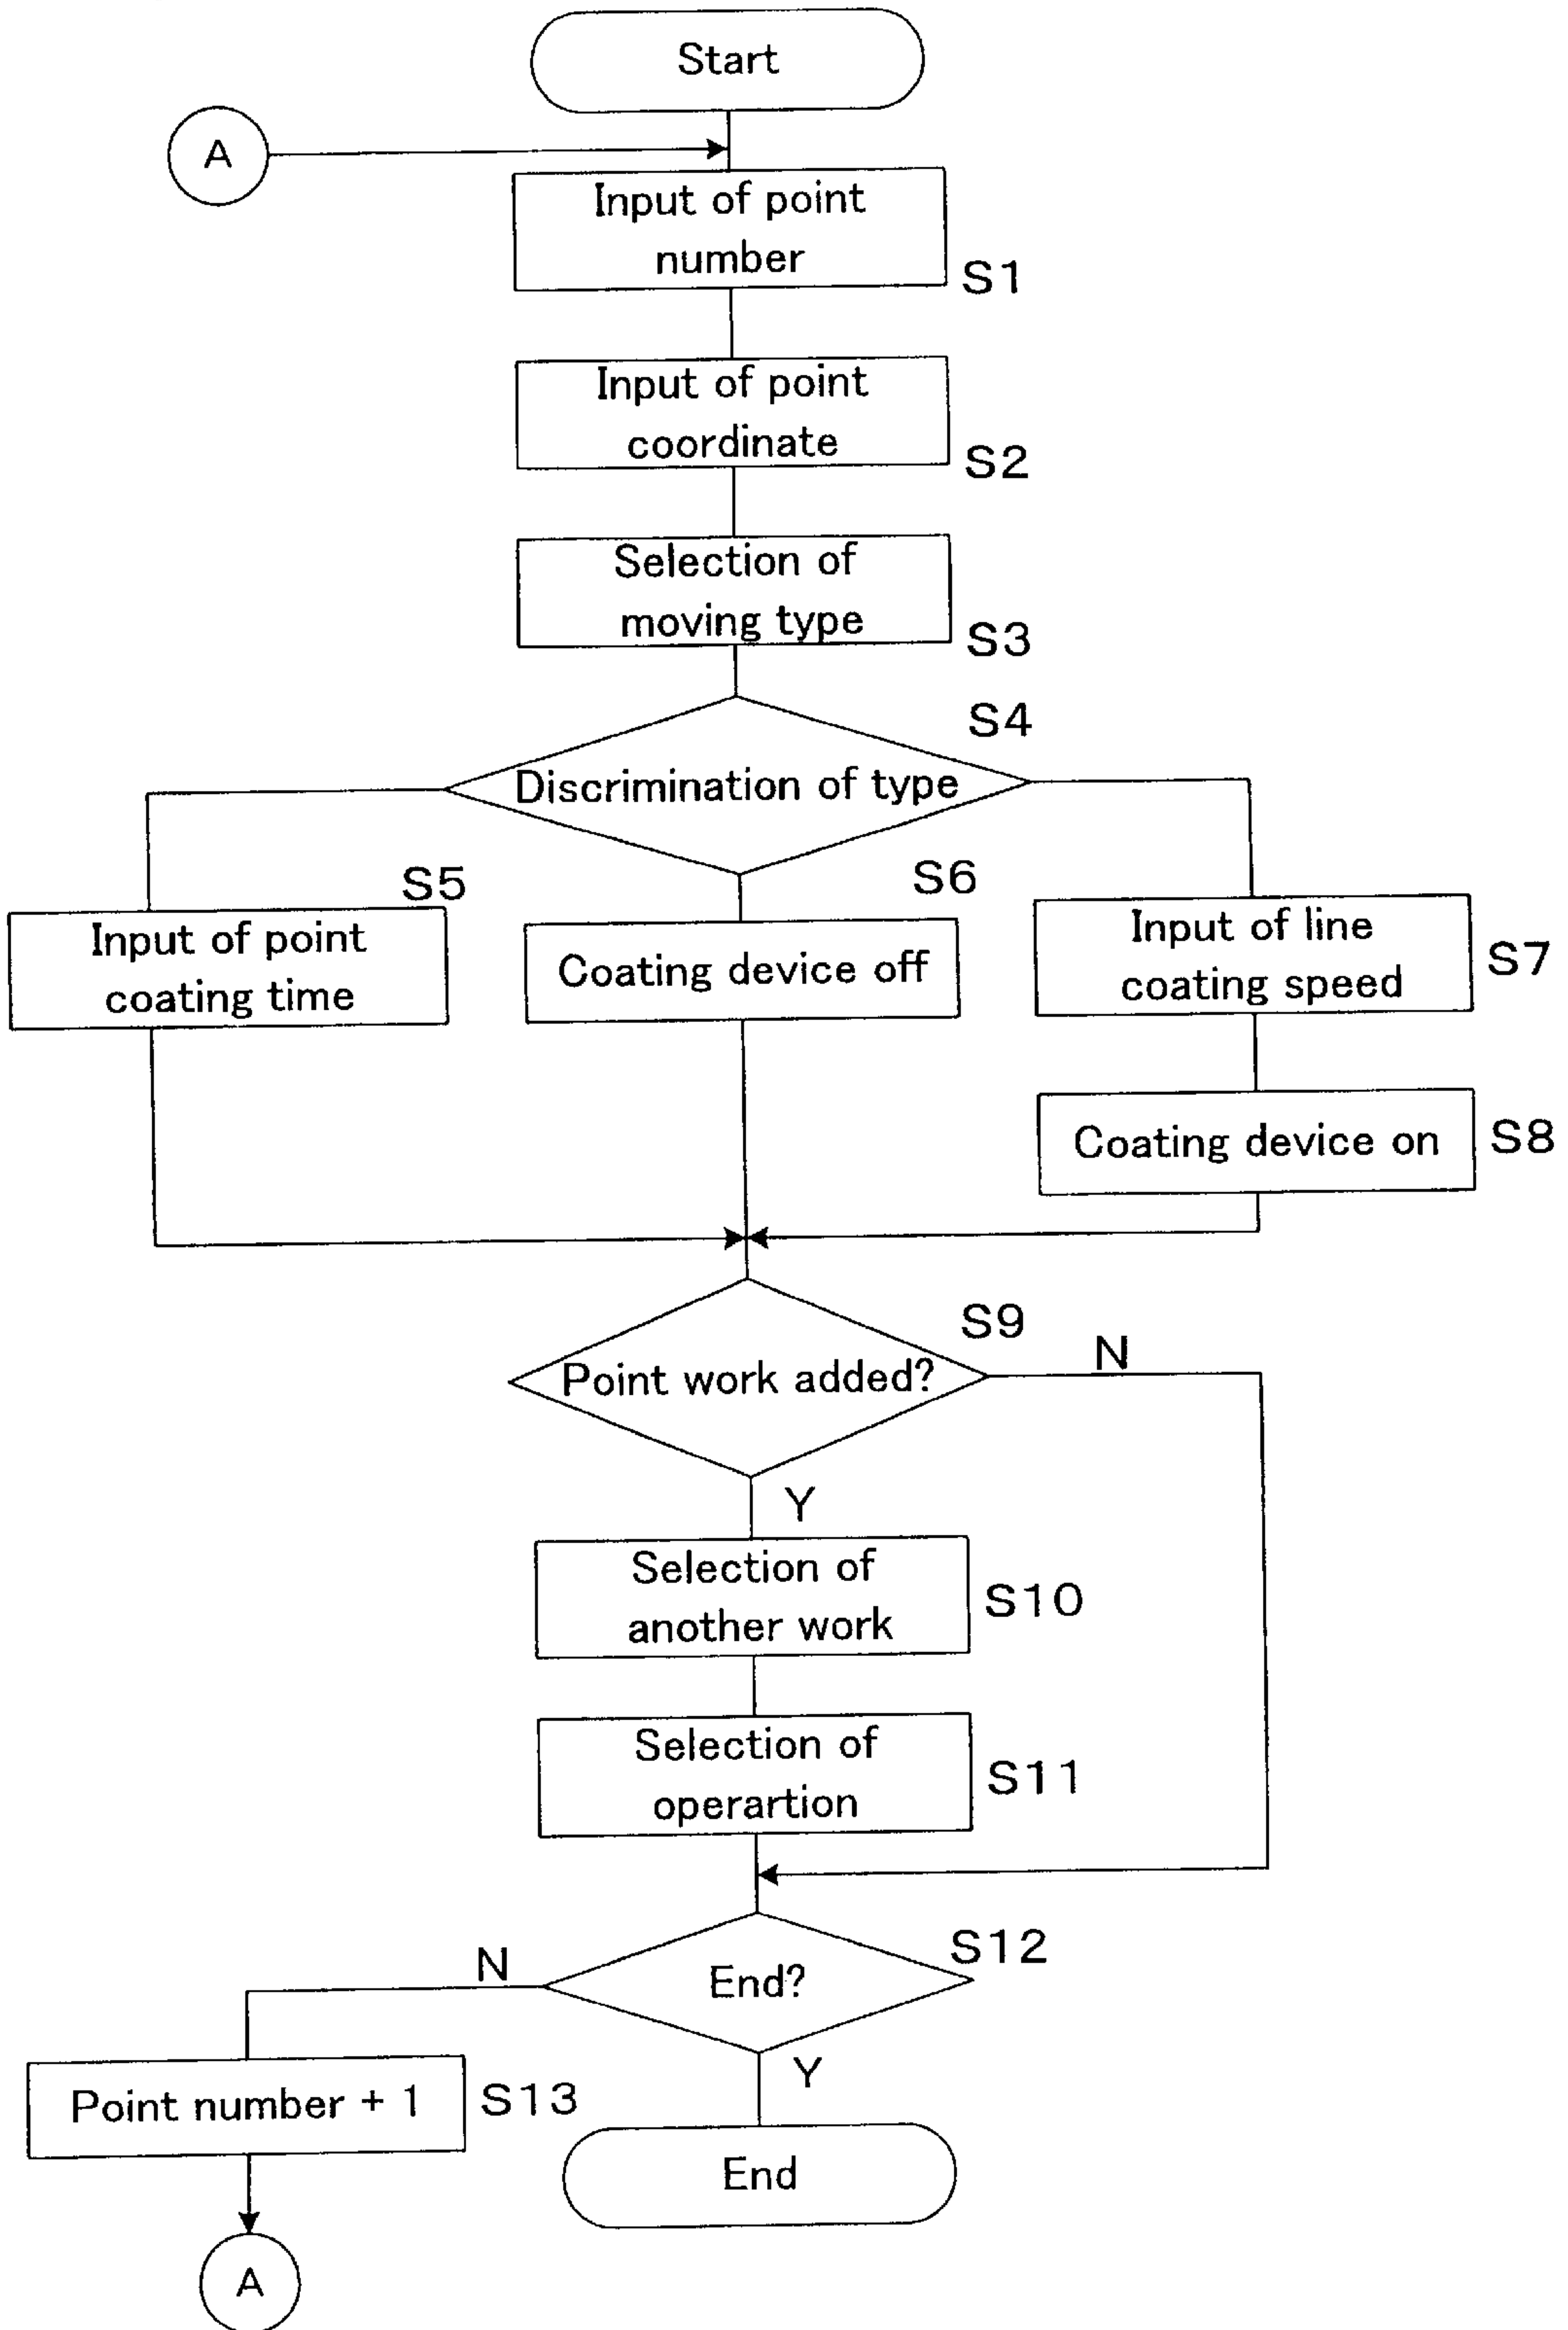 Start
A
Input of point
number
S1
Input of point
coordinate
S2
Selection of
moving type
S3
S4
Discrimination of type
S5
Input of point
coating time
S6
Coating device off
Input of line
coating speed
S7
Coating device on
S8
S9
Point work added?
N
Y
Selection of
another work
S10
Selection of
operartion
S11
S12
End?
N
Y
Point number + 1
S13
End
A